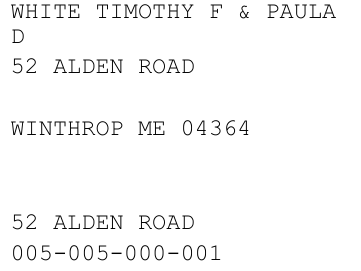 WHITE TIMOTHY F & PAULA
D
52 ALDEN ROAD
WINTHROP ME 04364
52 ALDEN ROAD
005-005-000-001